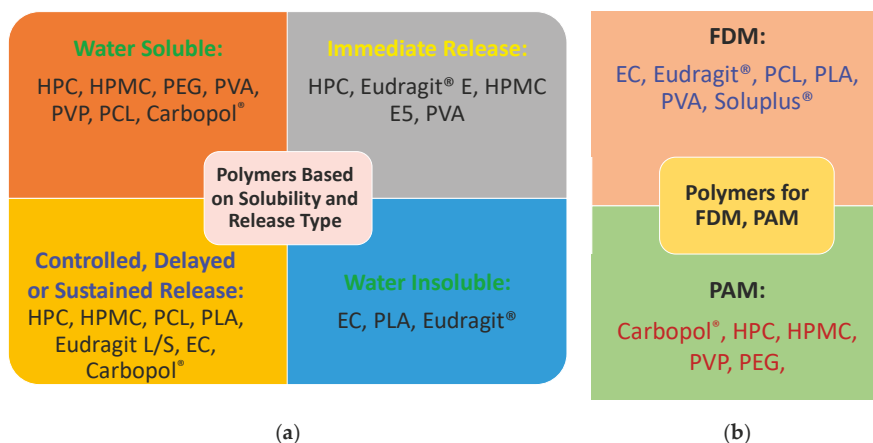 Water Soluble:
HPC, HPMC, PEG, PVA,
PVP, PCL, Carbopol®
Immediate Release:
HPC, Eudragit® E, HPMC
E5, PVA
Polymers Based
on Solubility and
Release Type
Controlled, Delayed
or Sustained Release:
HPC, HPMC, PCL, PLA,
Eudragit L/S, EC,
Carbopol®
Water Insoluble:
EC, PLA, Eudragit®
(a)
FDM:
EC, Eudragit®, PCL, PLA,
PVA, Soluplus®
Polymers for
FDM, PAM
PAM:
Carbopol®, HPC, HPMC,
PVP, PEG,
(b)